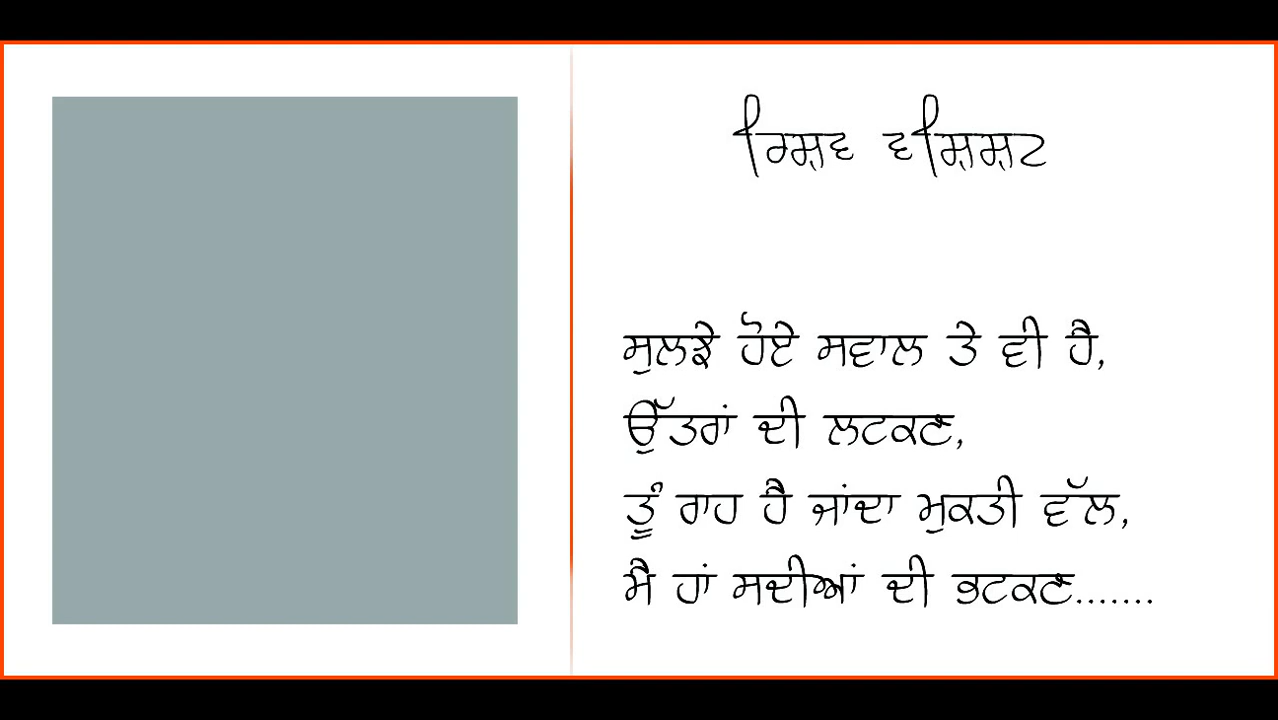 ਰਿਸ਼ਵ ਵਸ਼ਿਸ਼ਟ
ਸੁਲਝੇ ਹੋਏ ਸਵਾਲ ਤੇ ਵੀ ਹੈ,
ਉੱਤਰਾਂ ਦੀ ਲਟਕਣ,
ਤੂੰ ਰਾਹ ਹੈ ਜਾਂਦਾ ਮੁਕਤੀ ਵੱਲ,
ਮੈ ਹਾਂ ਸਦੀਆਂ ਦੀ ਭਟਕਣ.......